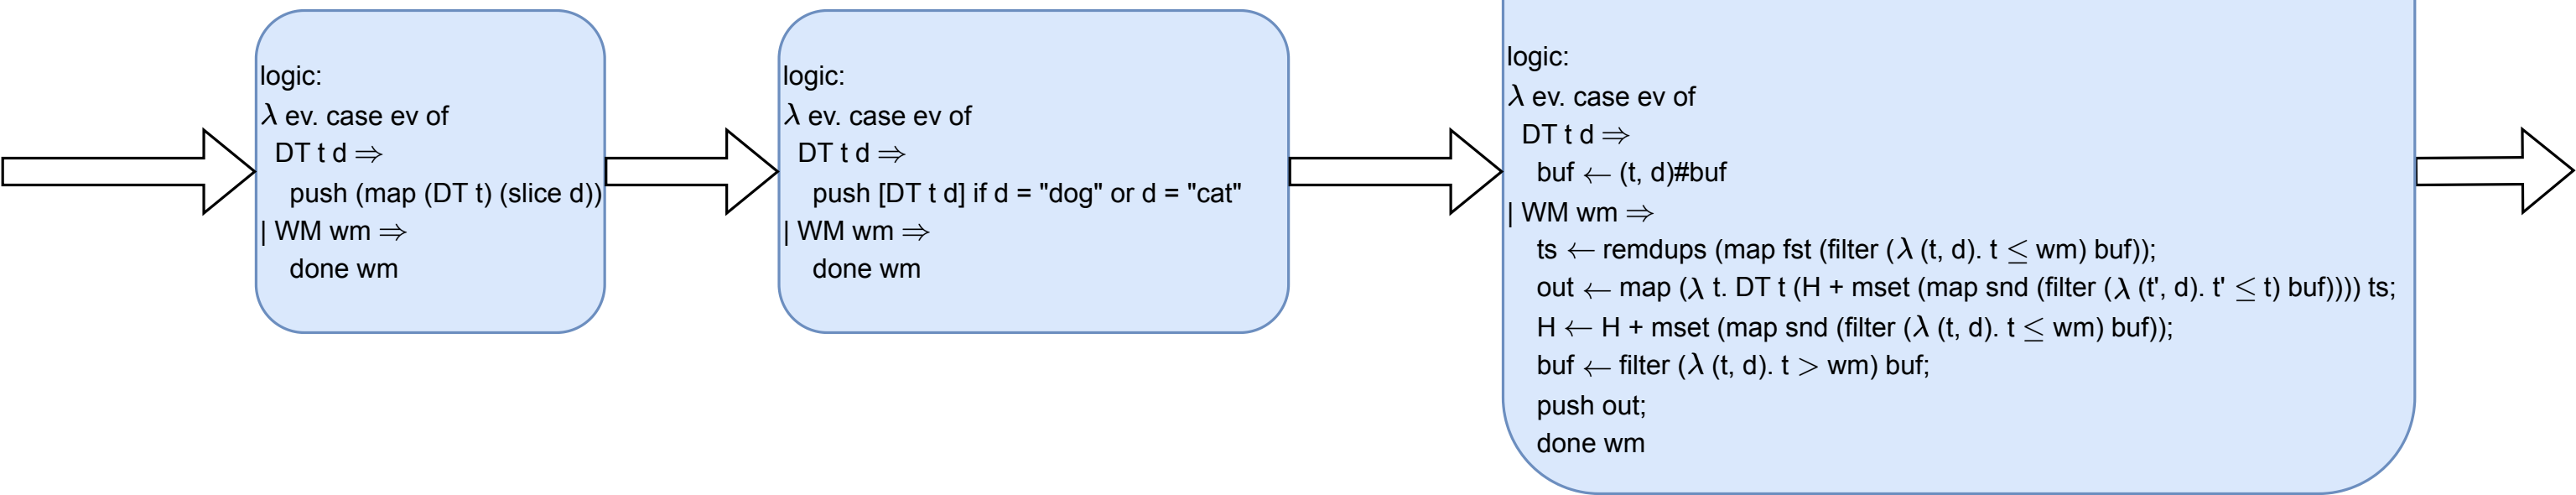 logic:
λ ev. case ev of
DT t d ⇒
push (map (DT t) (slice d))
| WM wm ⇒
done wm
logic:
λ ev. case ev of
DT t d ⇒
push [DT t d] if d = "dog" or d = "cat"
| WM wm ⇒
done wm
logic:
λ ev. case ev of
DT t d ⇒
buf ← (t, d)#buf
| WM wm ⇒
ts ← remdups (map fst (filter (λ (t, d). t ≤ wm) buf));
out ← map (λ t. DT t (H + mset (map snd (filter (λ (t', d). t' ≤ t) buf)))) ts;
H ← H + mset (map snd (filter (λ (t, d). t ≤ wm) buf));
buf ← filter (λ (t, d). t > wm) buf;
push out;
done wm